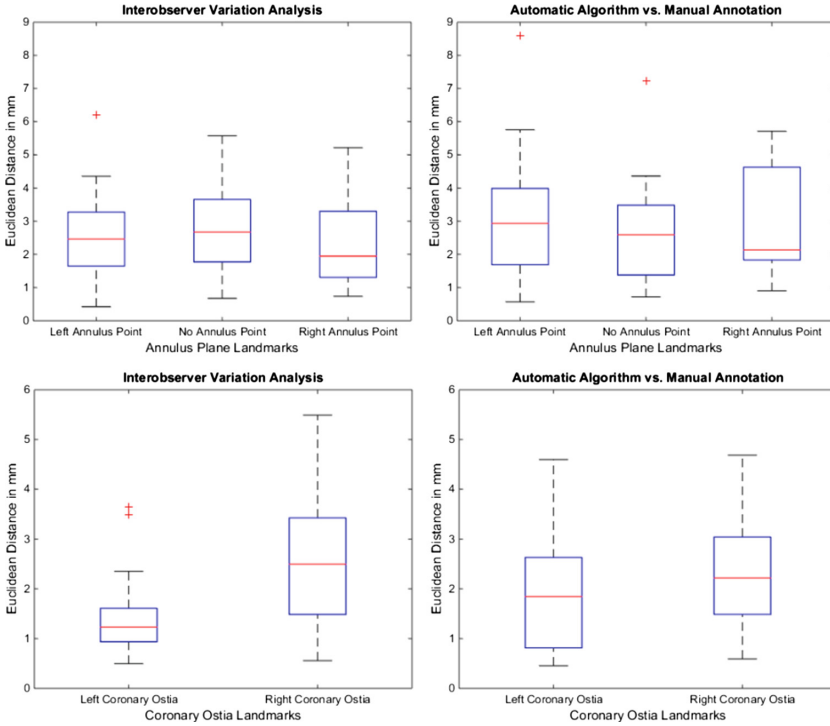 Interobserver Variation Analysis
9
8
7
6
5
4
3
2
1
0
Euclidean Distance in mm
Left Annulus Point No Annulus Point Right Annulus Point
Annulus Plane Landmarks
Automatic Algorithm vs. Manual Annotation
9
8
7
6
5
4
3
2
1
0
Euclidean Distance in mm
Left Annulus Point No Annulus Point Right Annulus Point
Annulus Plane Landmarks
Interobserver Variation Analysis
6
5
4
3
2
1
0
Euclidean Distance in mm
Left Coronary Ostia Right Coronary Ostia
Coronary Ostia Landmarks
Automatic Algorithm vs. Manual Annotation
6
5
4
3
2
1
0
Euclidean Distance in mm
Left Coronary Ostia Right Coronary Ostia
Coronary Ostia Landmarks